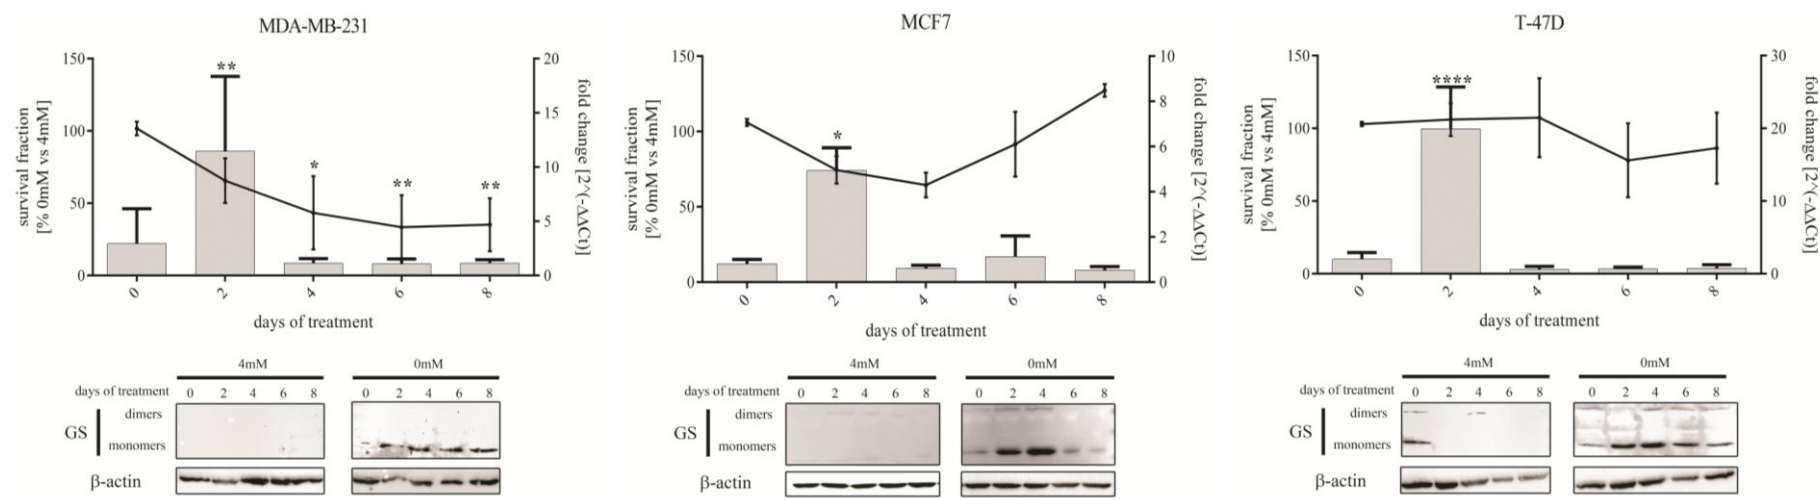 MDA-MB-231
150
100
50
0
20
15
10
5
0
survival fraction
[% 0mM vs 4mM]
fold change [2^(-ΔΔCt)]
**
*
**
**
0 2 4 6 8
days of treatment
4mM 0mM
days of treatment 0 2 4 6 8 0 2 4 6 8
GS
dimers
monomers
β-actin
MCF7
150
100
50
0
10
8
6
4
2
0
survival fraction
[% 0mM vs 4mM]
fold change [2^(-ΔΔCt)]
*
0 2 4 6 8
days of treatment
4mM 0mM
days of treatment 0 2 4 6 8 0 2 4 6 8
GS
dimers
monomers
β-actin
T-47D
150
100
50
0
30
20
10
0
survival fraction
[% 0mM vs 4mM]
fold change [2^(-ΔΔCt)]
****
0 2 4 6 8
days of treatment
4mM 0mM
days of treatment 0 2 4 6 8 0 2 4 6 8
GS
dimers
monomers
β-actin